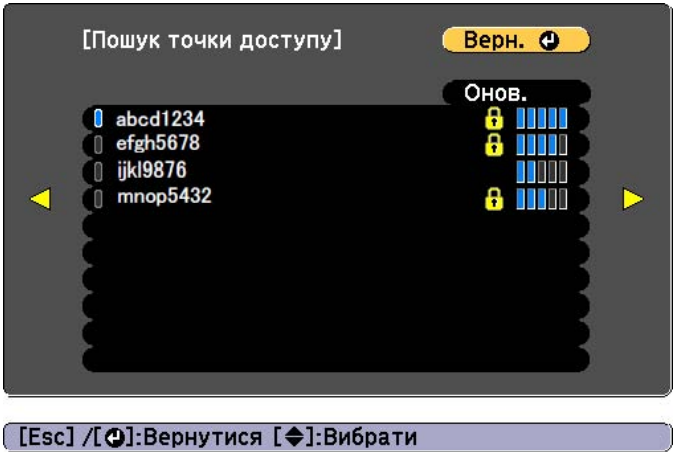 [Пошук точки доступу]
Верн.
Онов.
abcd1234
efgh5678
ijkl9876
mnop5432
[Esc] /[ ]:Вернутися [ ]:Вибрати